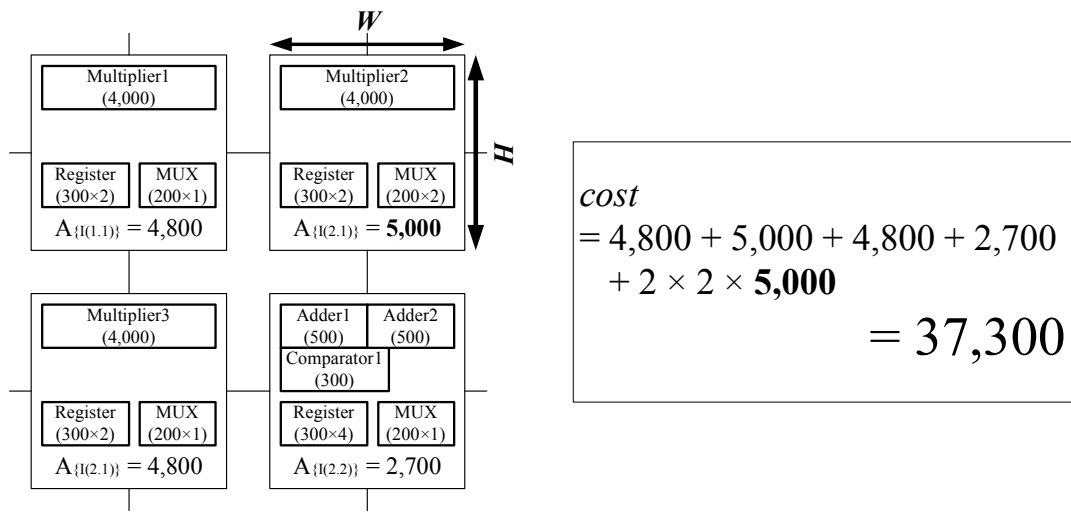 W
H
Multiplier1
(4,000)
Register
(300×2)
MUX
(200×1)
A{I(1.1)} = 4,800
Multiplier2
(4,000)
Register
(300×2)
MUX
(200×2)
A{I(2.1)} = 5,000
Multiplier3
(4,000)
Register
(300×2)
MUX
(200×1)
A{I(2.1)} = 4,800
Adder1
(500)
Adder2
(500)
Comparator1
(300)
Register
(300×4)
MUX
(200×1)
A{I(2.2)} = 2,700
cost
= 4,800 + 5,000 + 4,800 + 2,700
+ 2 × 2 × 5,000
= 37,300